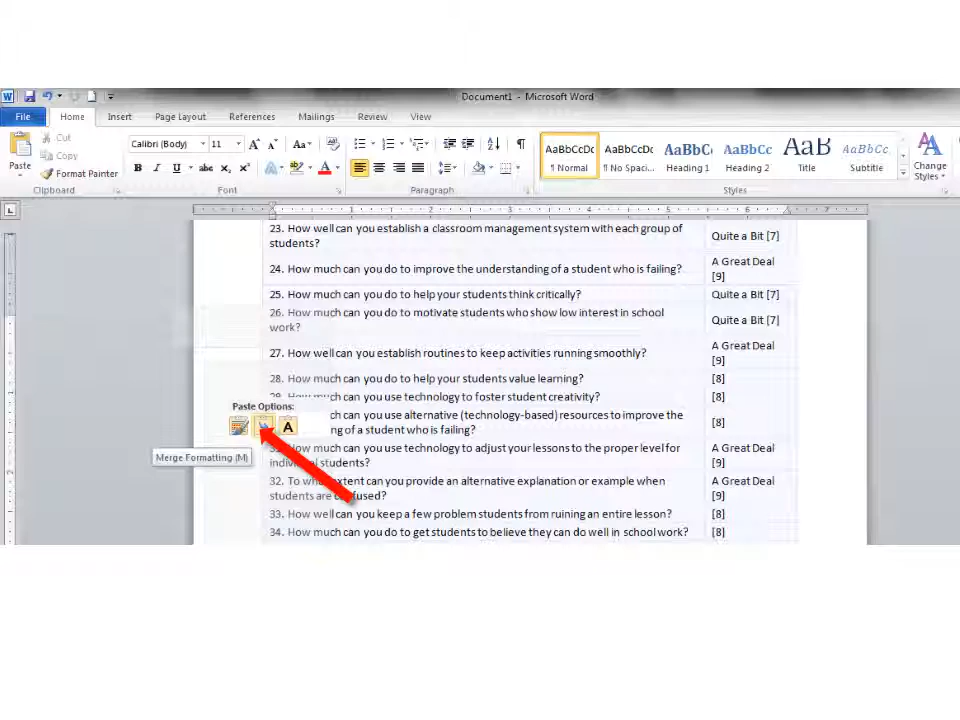 Document1 - Microsoft Word
File Home Insert Page Layout References Mailings Review View
Paste
Cut
Copy
Format Painter
Clipboard
Calibri (Body) 11
Font
Paragraph
AaBbCcDc AaBbCcDc AaBbC AaBbCc AaB AaBbCc.
¶ Normal ¶ No Spaci... Heading 1 Heading 2 Title Subtitle
Change
Styles
Styles
1 2 3 4 5 6 7
23. How well can you establish a classroom management system with each group of
students?
Quite a Bit [7]
24. How much can you do to improve the understanding of a student who is failing?
A Great Deal
[9]
25. How much can you do to help your students think critically?
Quite a Bit [7]
26. How much can you do to motivate students who show low interest in school
work?
Quite a Bit [7]
27. How well can you establish routines to keep activities running smoothly?
A Great Deal
[9]
28. How much can you do to help your students value learning?
[8]
29. How much can you use technology to foster student creativity?
[8]
Paste Options:
ch can you use alternative (technology-based) resources to improve the
ng of a student who is failing?
[8]
Merge Formatting (M)
How much can you use technology to adjust your lessons to the proper level for
students?
A Great Deal
[9]
32. To extent can you provide an alternative explanation or example when
students are
A Great Deal
[9]
33. How well can you keep a few problem students from ruining an entire lesson?
[8]
34. How much can you do to get students to believe they can do well in school work?
[8]